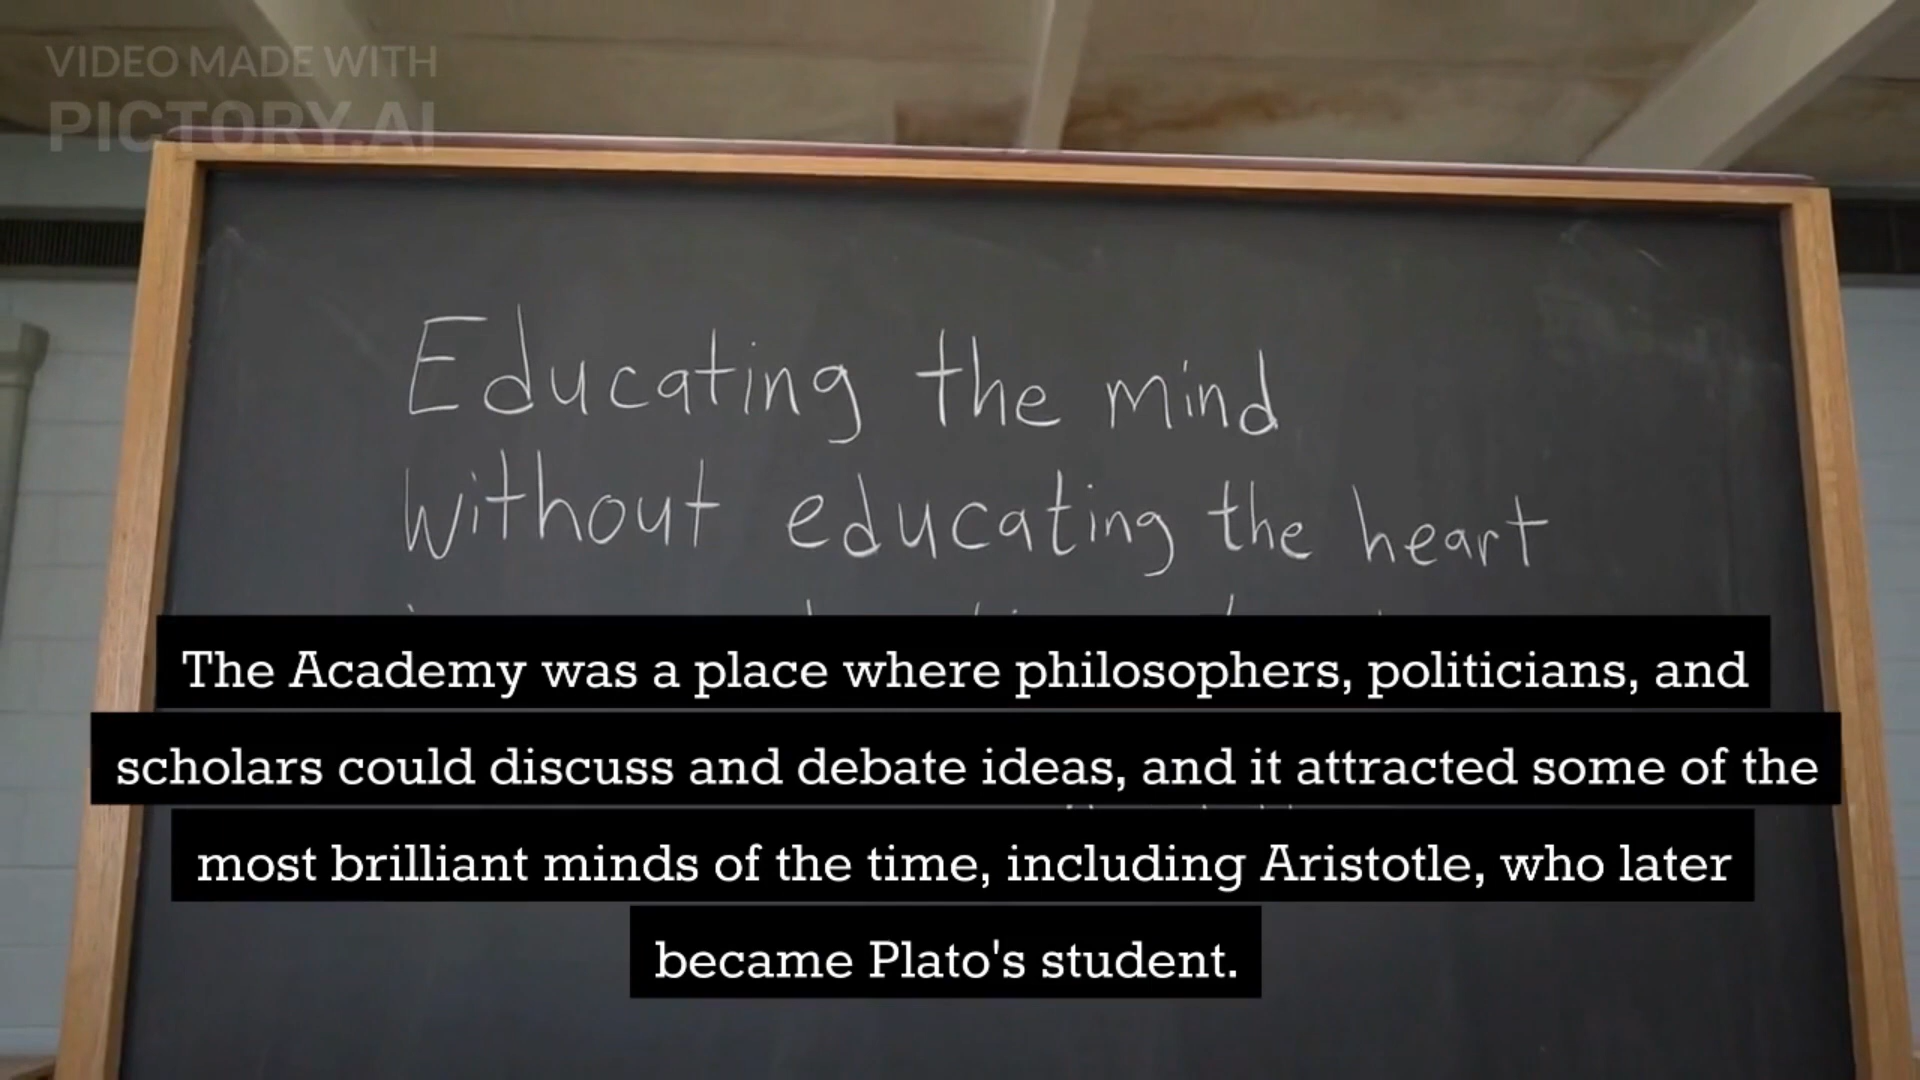 VIDEO MADE WITH
PICTORY.AI
Educating the mind
without educating the heart
The Academy was a place where philosophers, politicians, and
scholars could discuss and debate ideas, and it attracted some of the
most brilliant minds of the time, including Aristotle, who later
became Plato's student.